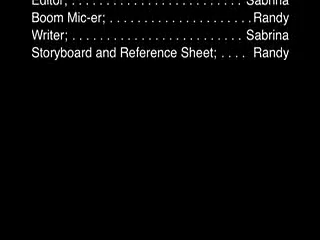 Editor; . . . . . . . . . . . . . . . . . . . . . . . . . Sabrina
Boom Mic-er; . . . . . . . . . . . . . . . . . . . . . Randy
Writer; . . . . . . . . . . . . . . . . . . . . . . . . . Sabrina
Storyboard and Reference Sheet; . . . . Randy